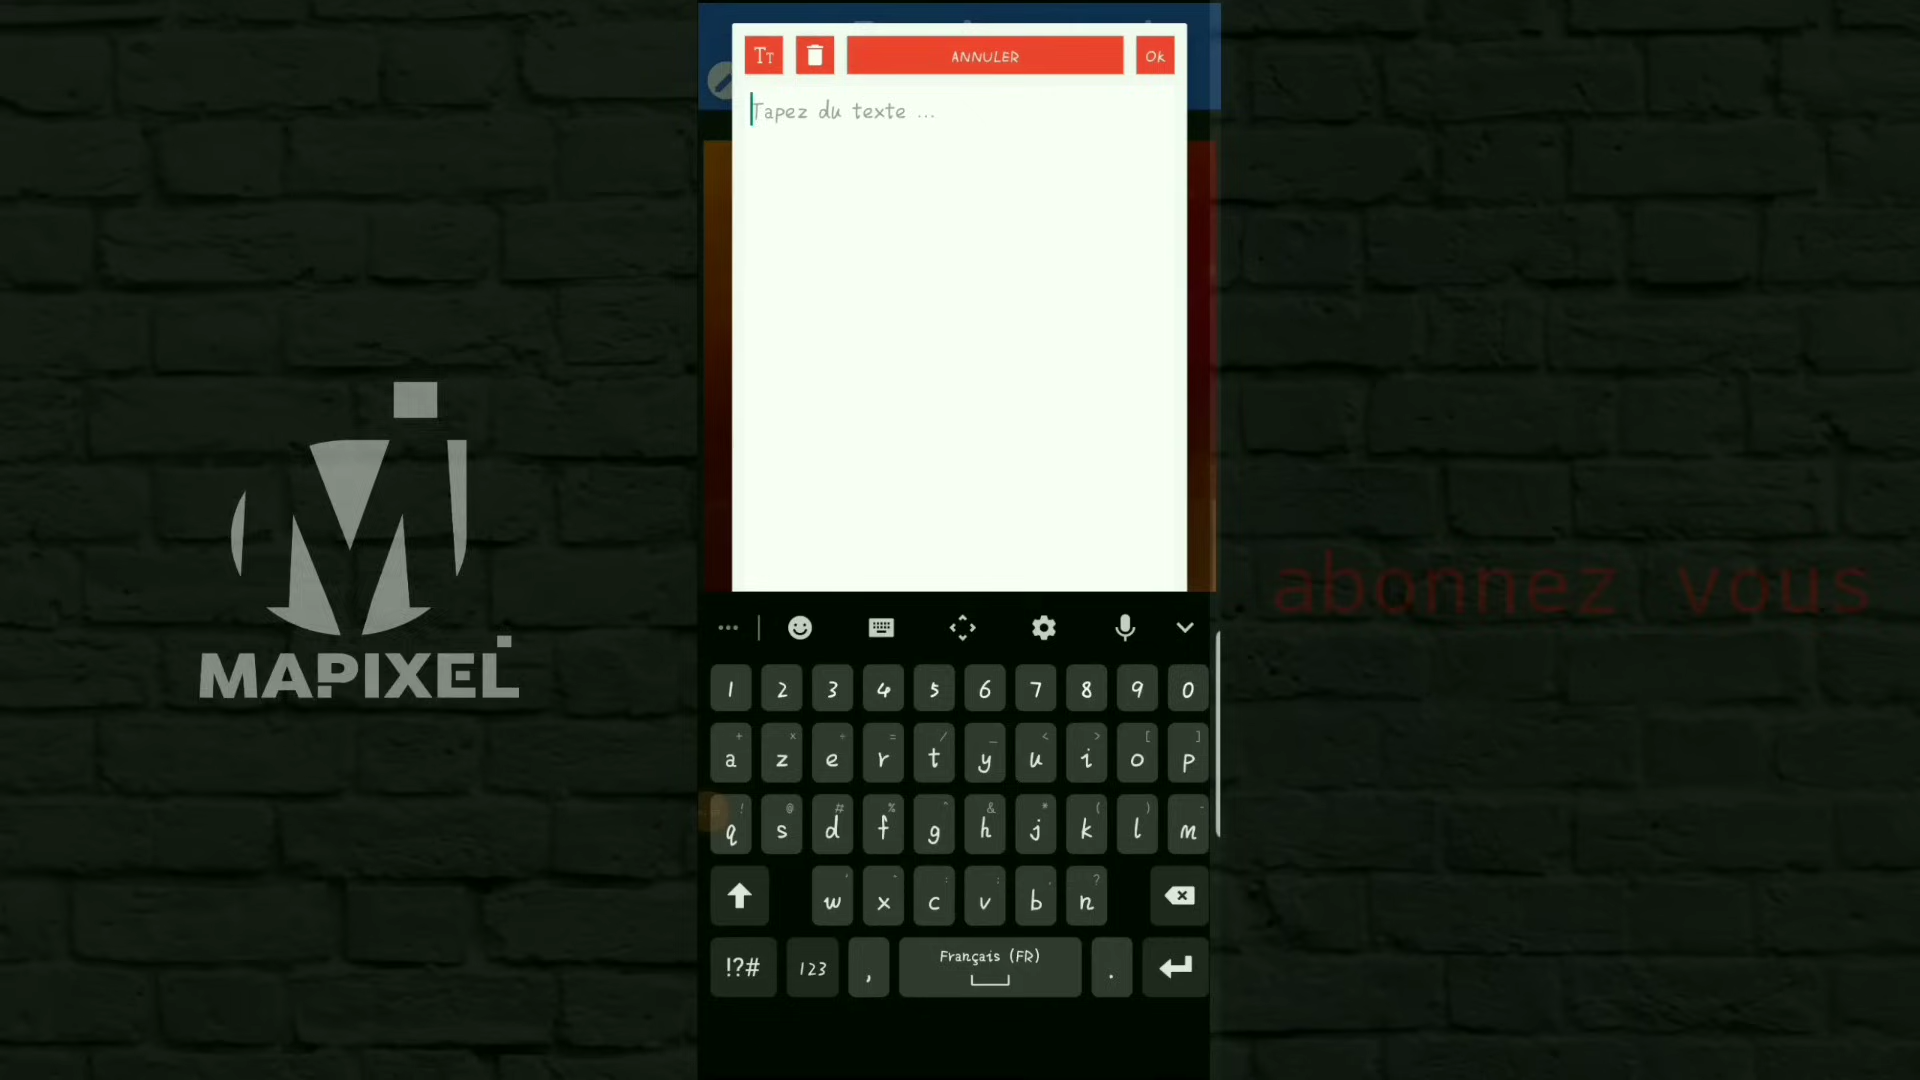 TT
ANNULER
Ok
Tapez du texte ...
1 2 3 4 5 6 7 8 9 0
+ × ÷ = / _ < > [ ]
a z e r t y u i o p
! @ # % ^ & * ( ) -
q s d f g h j k l m
' " : ; , ?
w x c v b n
!?# 123 , Français (FR) .
MAPIXEL
abonnez vous